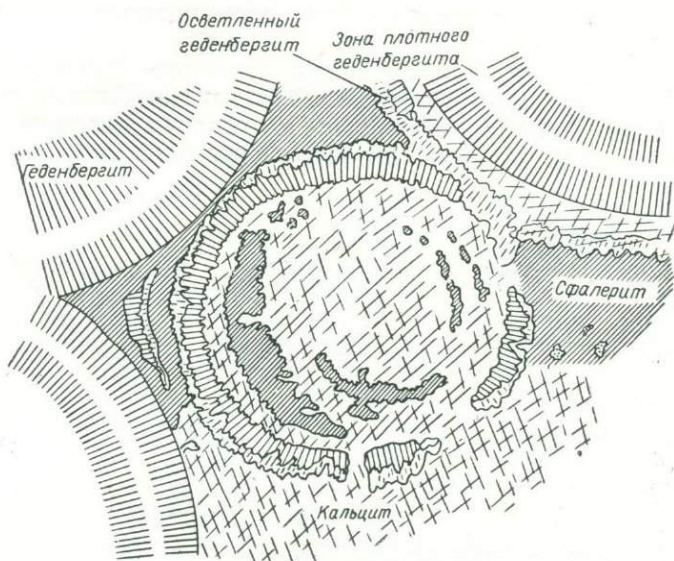 Осветленный
геденбергит
Зона плотного
геденбергита
Геденбергит
Сфалерит
Кальцит